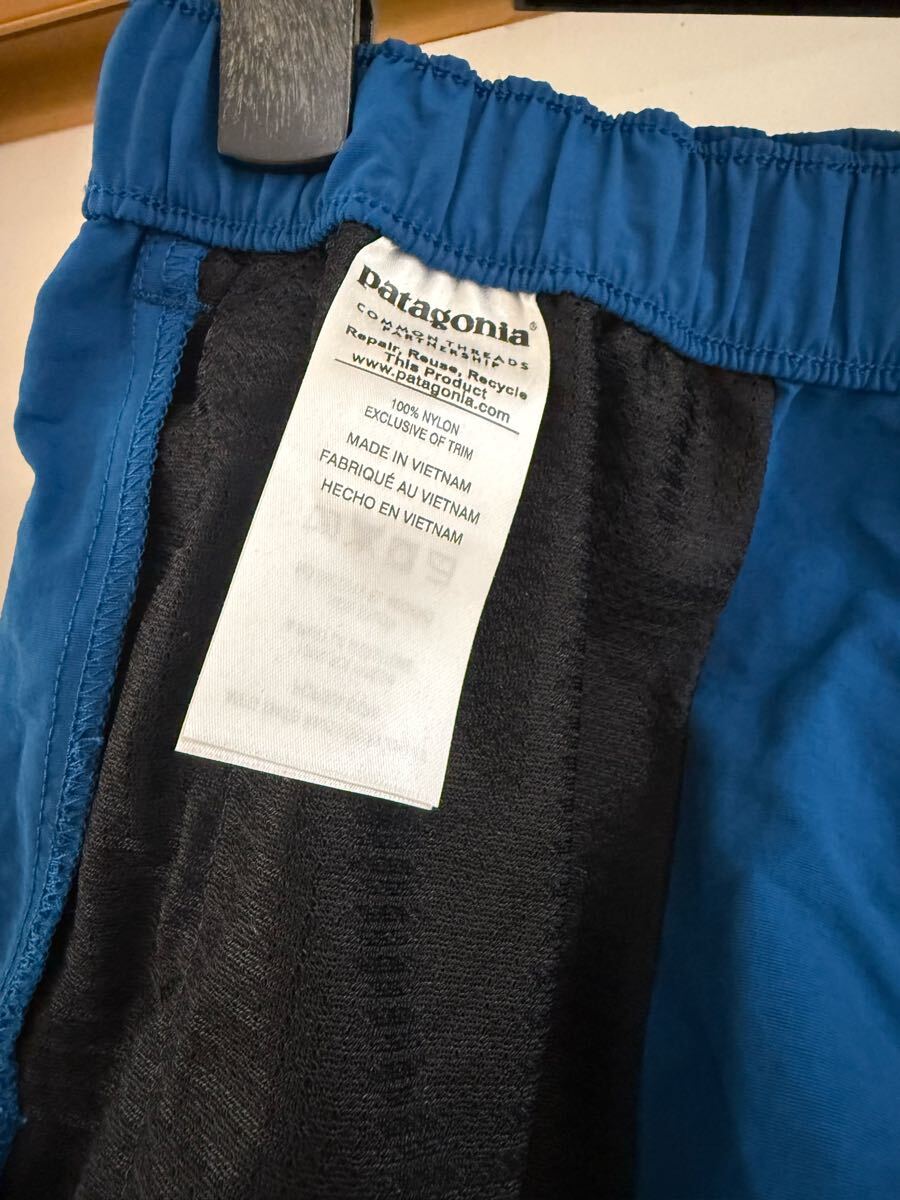 patagonia®
COMMON THREADS
PARTNERSHIP
Repair, Reuse, Recycle
This Product
www.patagonia.com
100% NYLON
EXCLUSIVE OF TRIM
MADE IN VIETNAM
FABRIQUÉ AU VIETNAM
HECHO EN VIETNAM